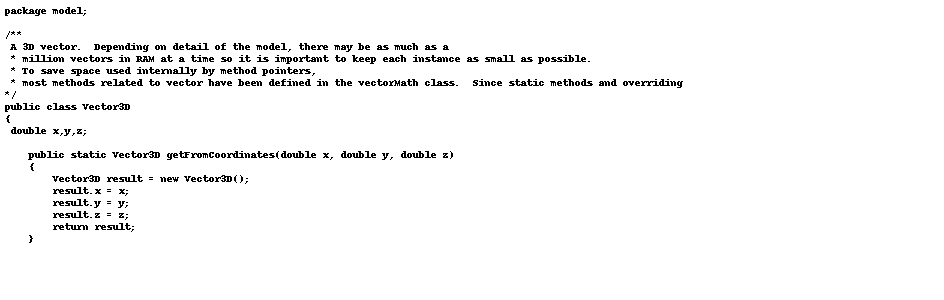 package model;
/**
A 3D vector.  Depending on detail of the model, there may be as much as a
* million vectors in RAM at a time so it is important to keep each instance as small as possible.
* To save space used internally by method pointers,
* most methods related to vector have been defined in the vectorMath class.  Since static methods and overriding
*/
public class Vector3D
{
double x,y,z;
public static Vector3D getFromCoordinates(double x, double y, double z)
{
Vector3D result = new Vector3D();
result.x = x;
result.y = y;
result.z = z;
return result;
}